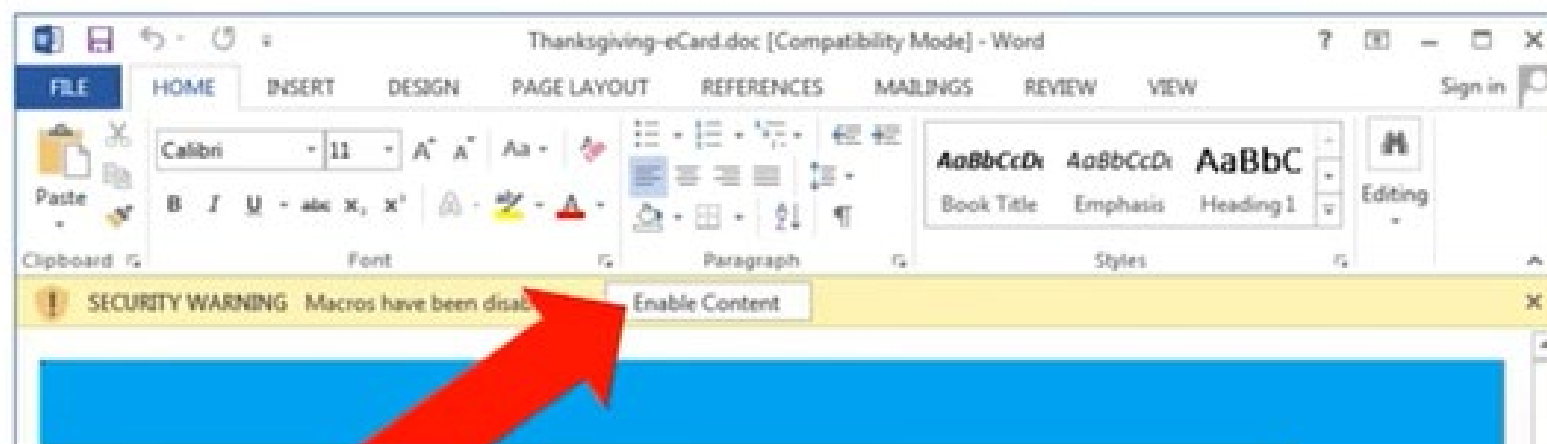 Thanksgiving-eCard.doc [Compatibility Mode] - Word
FILE HOME INSERT DESIGN PAGE LAYOUT REFERENCES MAILINGS REVIEW VIEW Sign in
Calibri 11 Aa
Paste B I U abc x, x' A AaBbCcDc AaBbCcDc AaBbC
Book Title Emphasis Heading 1 Editing
Clipboard Font Paragraph Styles
SECURITY WARNING Macros have been Enable Content